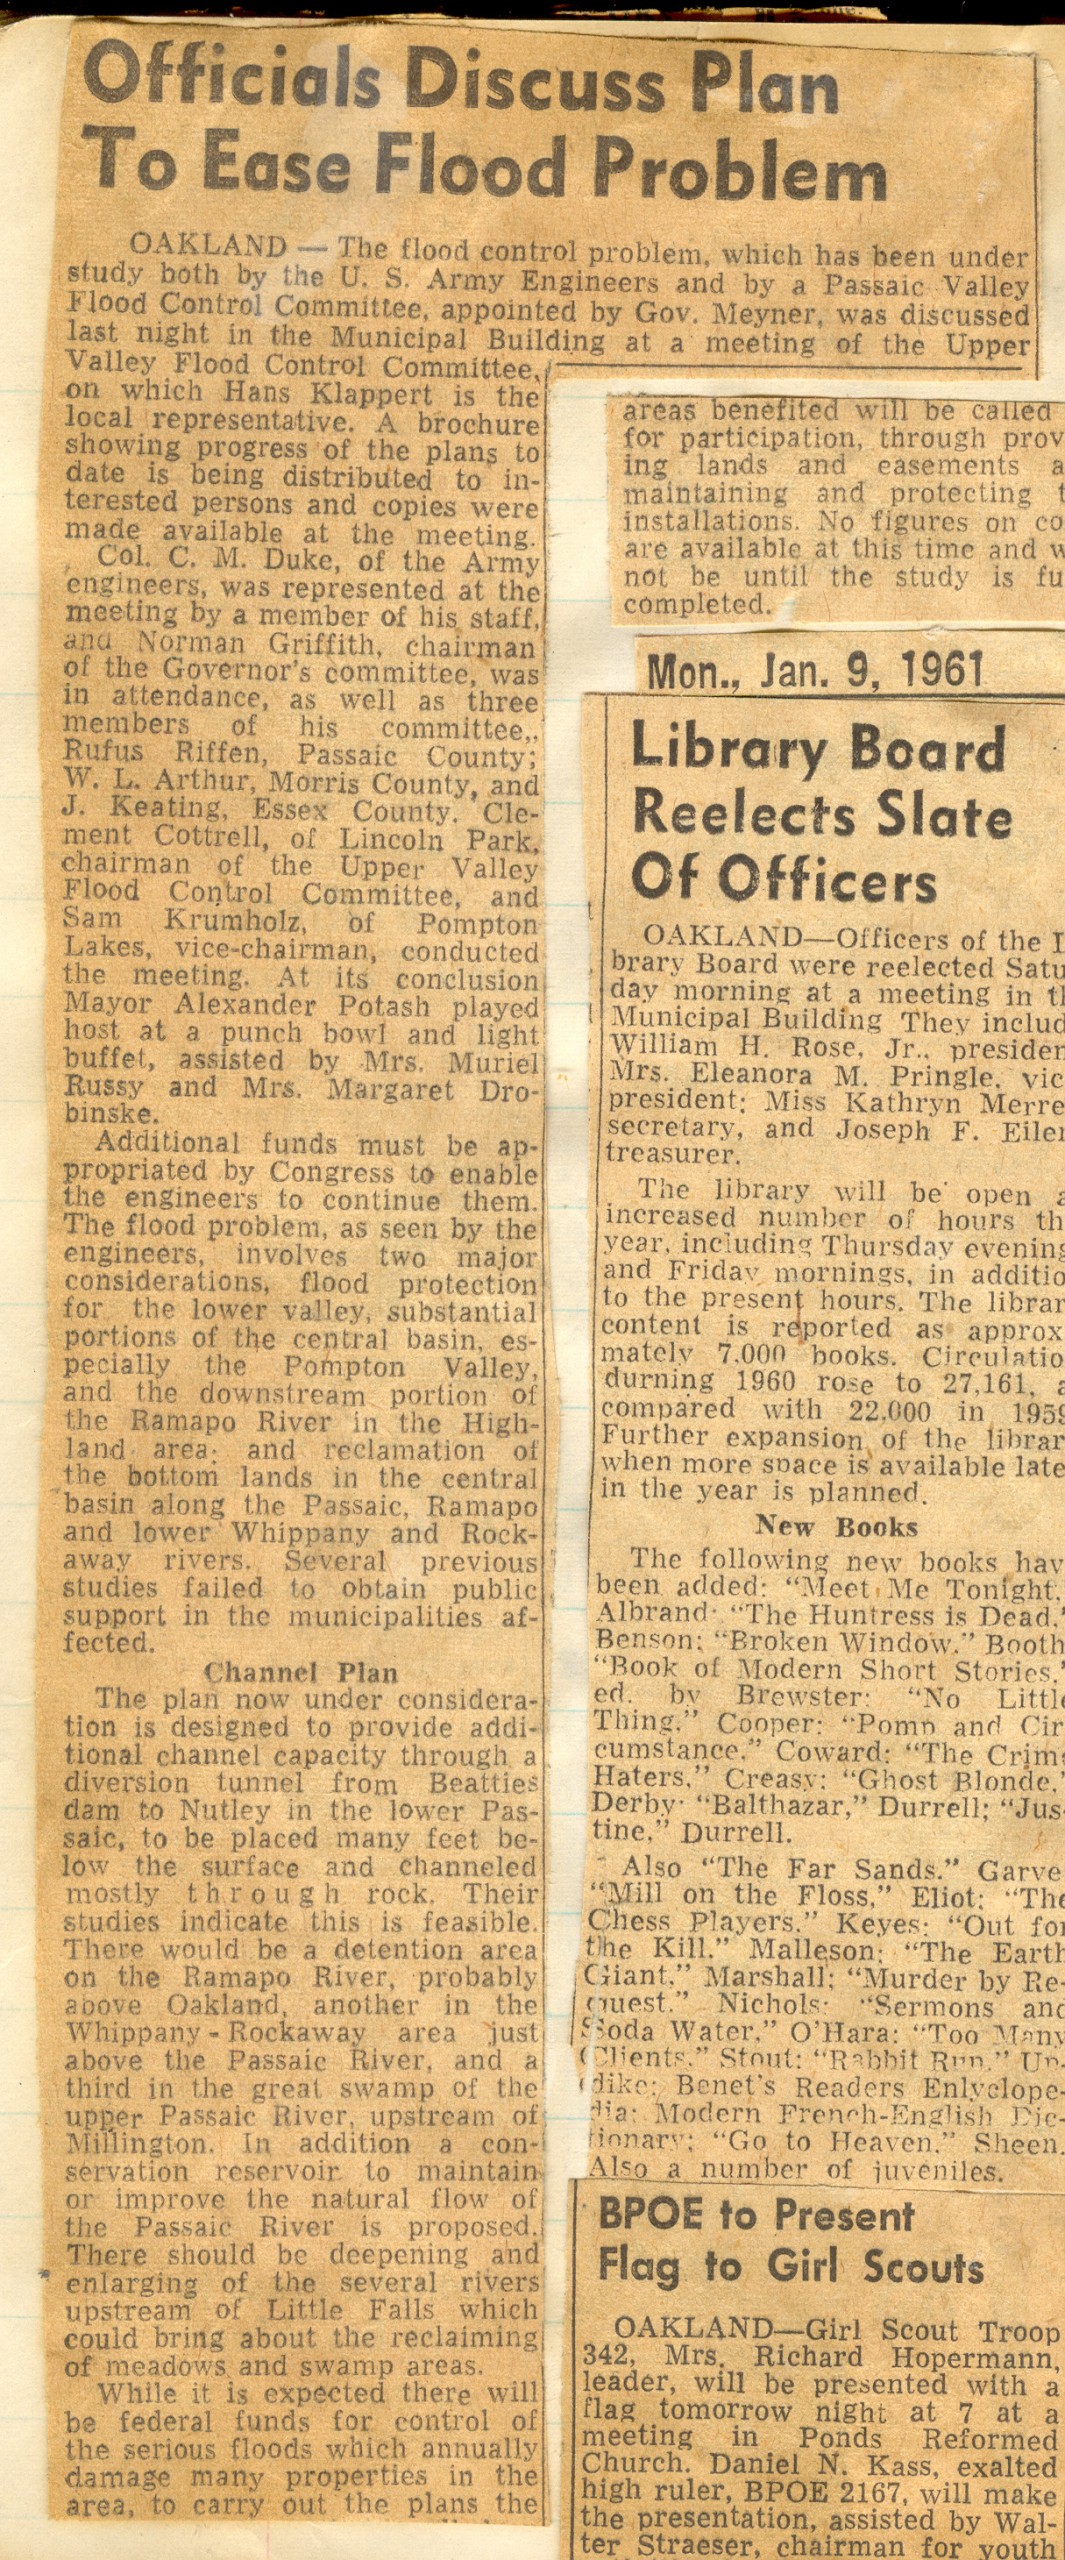 Officials Discuss Plan
To Ease Flood Problem
OAKLAND — The flood control problem, which has been under
study both by the U. S. Army Engineers and by a Passaic Valley
Flood Control Committee, appointed by Gov. Meyner, was discussed
last night in the Municipal Building at a meeting of the Upper
Valley Flood Control Committee,
on which Hans Klappert is the
local representative. A brochure
showing progress of the plans to
date is being distributed to in-
terested persons and copies were
made available at the meeting.
Col. C. M. Duke, of the Army
engineers, was represented at the
meeting by a member of his staff,
and Norman Griffith, chairman
of the Governor's committee, was
in attendance, as well as three
members of his committee,.
Rufus Riffen, Passaic County;
W. L. Arthur, Morris County, and
J. Keating, Essex County. Cle-
ment Cottrell, of Lincoln Park,
chairman of the Upper Valley
Flood Control Committee, and
Sam Krumholz, of Pompton
Lakes, vice-chairman, conducted
the meeting. At its conclusion
Mayor Alexander Potash played
host at a punch bowl and light
buffet, assisted by Mrs. Muriel
Russy and Mrs. Margaret Dro-
binske.
Additional funds must be ap-
propriated by Congress to enable
the engineers to continue them.
The flood problem, as seen by the
engineers, involves two major
considerations, flood protection
for the lower valley, substantial
portions of the central basin, es-
pecially the Pompton Valley,
and the downstream portion of
the Ramapo River in the High-
land area; and reclamation of
the bottom lands in the central
basin along the Passaic, Ramapo
and lower Whippany and Rock-
away rivers. Several previous
studies failed to obtain public
support in the municipalities af-
fected.
Channel Plan
The plan now under considera-
tion is designed to provide addi-
tional channel capacity through a
diversion tunnel from Beatties
dam to Nutley in the lower Pas-
saic, to be placed many feet be-
low the surface and channeled
mostly through rock. Their
studies indicate this is feasible.
There would be a detention area
on the Ramapo River, probably
above Oakland, another in the
Whippany-Rockaway area just
above the Passaic River, and a
third in the great swamp of the
upper Passaic River, upstream of
Millington. In addition a con-
servation reservoir to maintain
or improve the natural flow of
the Passaic River is proposed.
There should be deepening and
enlarging of the several rivers
upstream of Little Falls which
could bring about the reclaiming
of meadows and swamp areas.
While it is expected there will
be federal funds for control of
the serious floods which annually
damage many properties in the
area, to carry out the plans the
areas benefited will be called
for participation, through prov
ing lands and easements a
maintaining and protecting t
installations. No figures on co
are available at this time and w
not be until the study is fu
completed.
Mon., Jan. 9, 1961
Library Board
Reelects Slate
Of Officers
OAKLAND—Officers of the L
brary Board were reelected Satu
day morning at a meeting in th
Municipal Building They includ
William H. Rose, Jr., presiden
Mrs. Eleanora M. Pringle, vic
president; Miss Kathryn Merre
secretary, and Joseph F. Eiler
treasurer.
The library will be open a
increased number of hours th
year, including Thursday evening
and Friday mornings, in additio
to the present hours. The librar
content is reported as approx
mately 7,000 books. Circulatio
durning 1960 rose to 27,161, a
compared with 22,000 in 1959
Further expansion of the librar
when more space is available late
in the year is planned.
New Books
The following new books hav
been added: "Meet Me Tonight,
Albrand; "The Huntress is Dead,"
Benson; "Broken Window," Booth
"Book of Modern Short Stories,"
ed. by Brewster; "No Little
Thing," Cooper; "Pomp and Cir
cumstance," Coward; "The Crime
Haters," Creasy; "Ghost Blonde,"
Derby; "Balthazar," Durrell; "Jus-
tine," Durrell.
Also "The Far Sands," Garve
"Mill on the Floss," Eliot; "The
Chess Players," Keyes; "Out for
the Kill," Malleson; "The Earth
Giant," Marshall; "Murder by Re-
quest," Nichols; "Sermons and
Soda Water," O'Hara; "Too Many
Clients," Stout; "Rabbit Run," Up-
dike; Benet's Readers Enlyclope-
dia; Modern French-English Dic-
tionary; "Go to Heaven," Sheen.
Also a number of juveniles.
BPOE to Present
Flag to Girl Scouts
OAKLAND—Girl Scout Troop
342, Mrs. Richard Hopermann,
leader, will be presented with a
flag tomorrow night at 7 at a
meeting in Ponds Reformed
Church. Daniel N. Kass, exalted
high ruler, BPOE 2167, will make
the presentation, assisted by Wal-
ter Straeser, chairman for youth